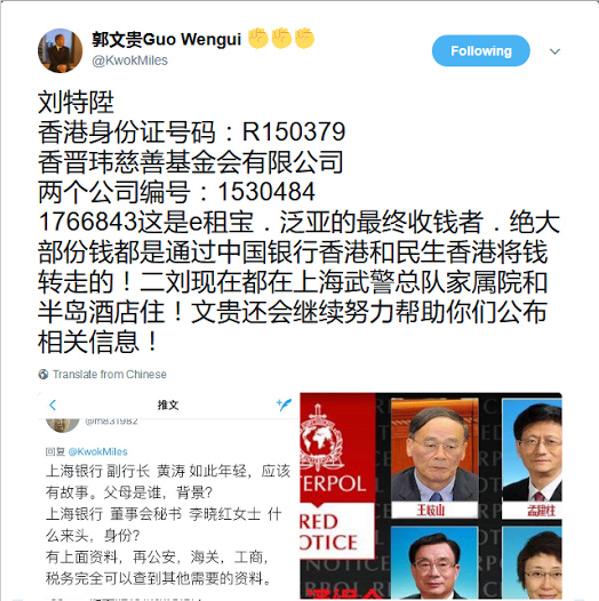 郭文贵Guo Wengui ✊✊✊
@KwokMiles
Following
刘特陞
香港身份证号码：R150379
香晋玮慈善基金会有限公司
两个公司编号：1530484
1766843这是e租宝．泛亚的最终收钱者．绝大
部份钱都是通过中国银行香港和民生香港将钱
转走的！二刘现在都在上海武警总队家属院和
半岛酒店住！文贵还会继续努力帮助你们公布
相关信息！
Translate from Chinese
推文
@m831982
回复 @KwokMiles
上海银行 副行长 黄涛 如此年轻，应该
有故事。父母是谁，背景？
上海银行 董事会秘书 李晓红女士 什
么来头，身份？
有上面资料，再公安，海关，工商，
税务完全可以查到其他需要的资料。
TERPOL
RED
NOTICE
王岐山
孟建柱